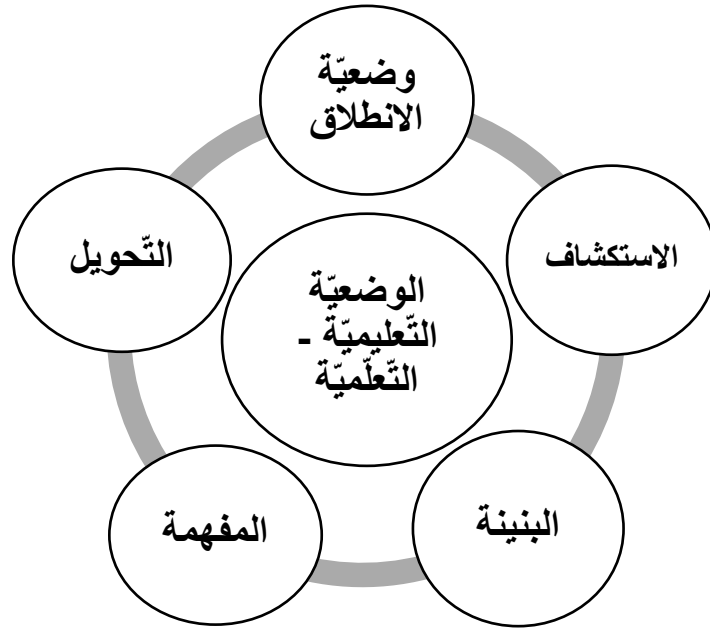 وضعيّة
الانطلاق
الاستكشاف
البنينة
المفهمة
التّحويل
الوضعيّة
التّعليميّة -
التّعلّميّة